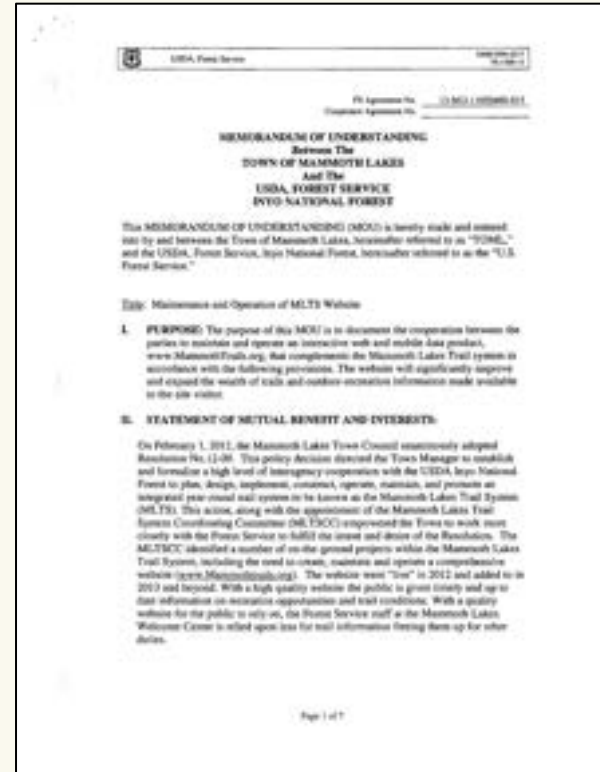 USDA, Forest Service
FS Agreement No.
Cooperator Agreement No.
MEMORANDUM OF UNDERSTANDING
Between The
TOWN OF MAMMOTH LAKES
And The
USDA, FOREST SERVICE
INYO NATIONAL FOREST
This MEMORANDUM OF UNDERSTANDING (MOU) is hereby made and entered
into by and between the Town of Mammoth Lakes, hereinafter referred to as "TOML,"
and the USDA, Forest Service, Inyo National Forest, hereinafter referred to as the "U.S.
Forest Service."
Title: Maintenance and Operation of MLTS Website
I. PURPOSE: The purpose of this MOU is to document the cooperation between the
parties to maintain and operate an interactive web and mobile data product,
www.MammothTrails.org, that complements the Mammoth Lakes Trail system in
accordance with the following provisions. The website will significantly improve
and expand the wealth of trails and outdoor recreation information made available
to the site visitor.
II. STATEMENT OF MUTUAL BENEFIT AND INTERESTS:
On February 1, 2012, the Mammoth Lakes Town Council unanimously adopted
Resolution No. 12-08. This policy decision directed the Town Manager to establish
and formalize a high level of interagency cooperation with the USDA, Inyo National
Forest to plan, design, implement, construct, operate, maintain, and promote an
integrated year-round trail system to be known as the Mammoth Lakes Trail System
(MLTS). This action, along with the appointment of the Mammoth Lakes Trail
System Coordinating Committee (MLTSCC) empowered the Town to work more
closely with the Forest Service to fulfill the intent and desire of the Resolution. The
MLTSCC identified a number of on-the-ground projects within the Mammoth Lakes
Trail System, including the need to create, maintain and operate a comprehensive
website (www.Mammothtrails.org). The website went "live" in 2012 and added to in
2013 and beyond. With a high quality website the public is given timely and up to
date information on recreation opportunities and trail conditions. With a quality
website for the public to rely on, the Forest Service staff at the Mammoth Lakes
Welcome Center is relied upon less for trail information freeing them up for other
duties.
Page 1 of 7